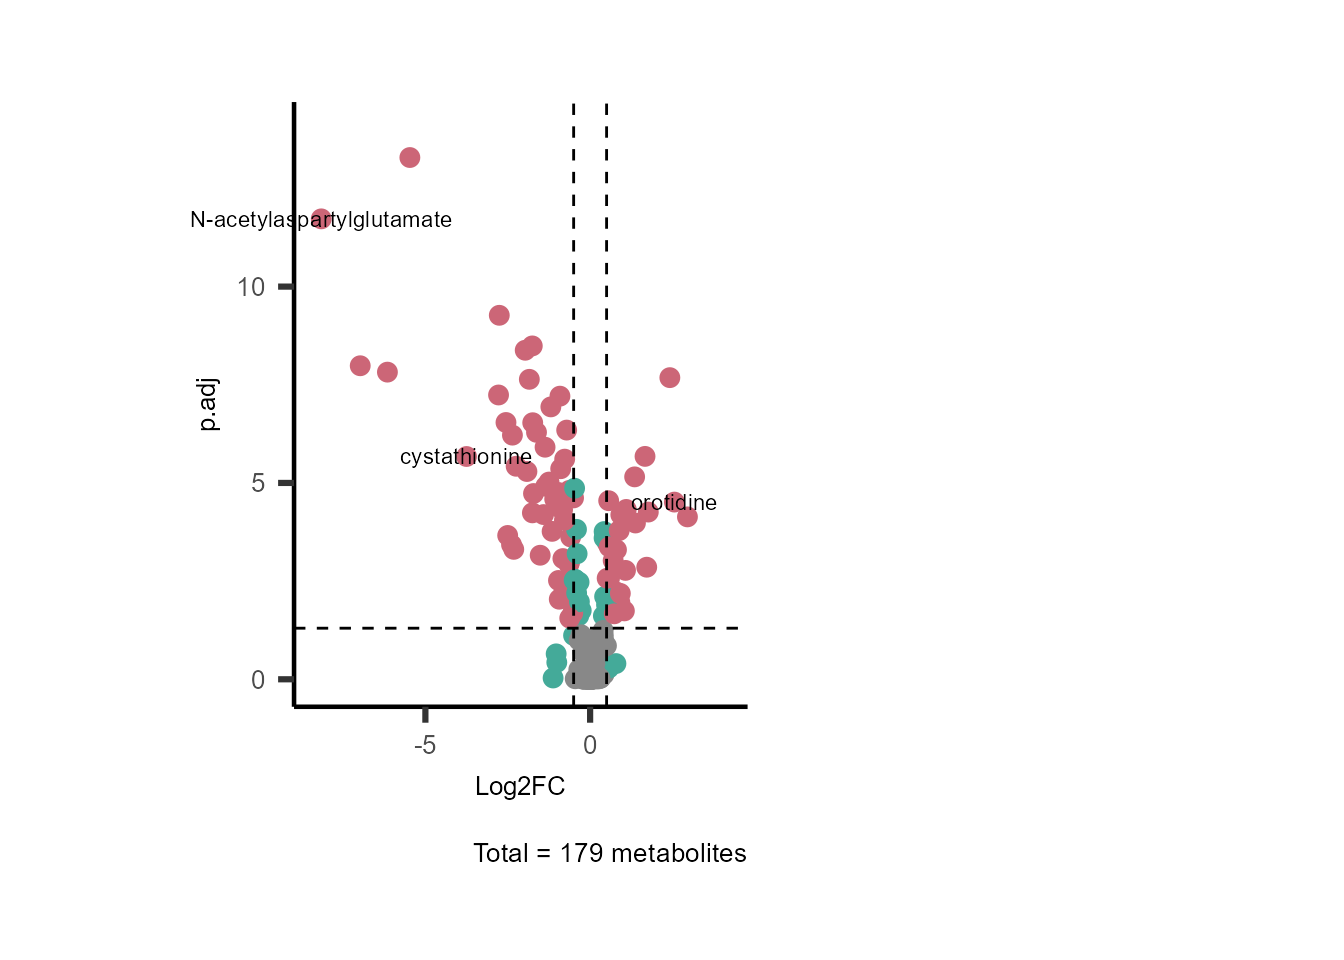 N-acetylaspartylglutamate
10
p.adj
cystathionine
5
orotidine
0
-5
0
Log2FC
Total = 179 metabolites